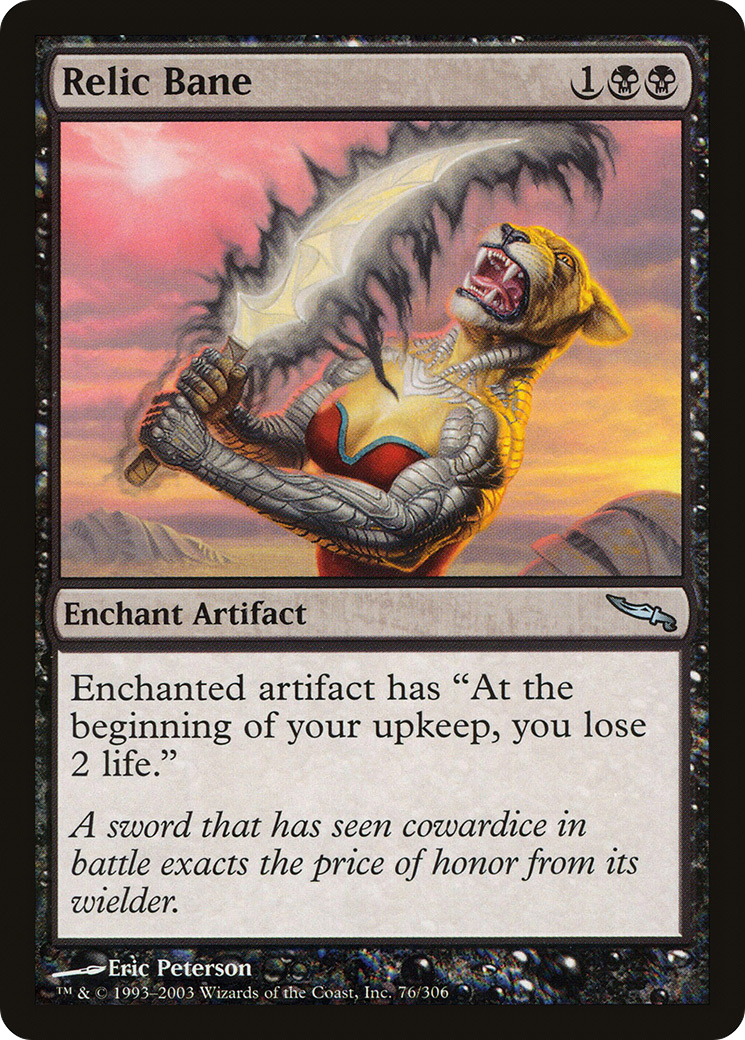 Relic Bane 1
Enchant Artifact
Enchanted artifact has “At the
beginning of your upkeep, you lose
2 life.”
A sword that has seen cowardice in
battle exacts the price of honor from its
wielder.
Eric Peterson
™ & © 1993–2003 Wizards of the Coast, Inc. 76/306